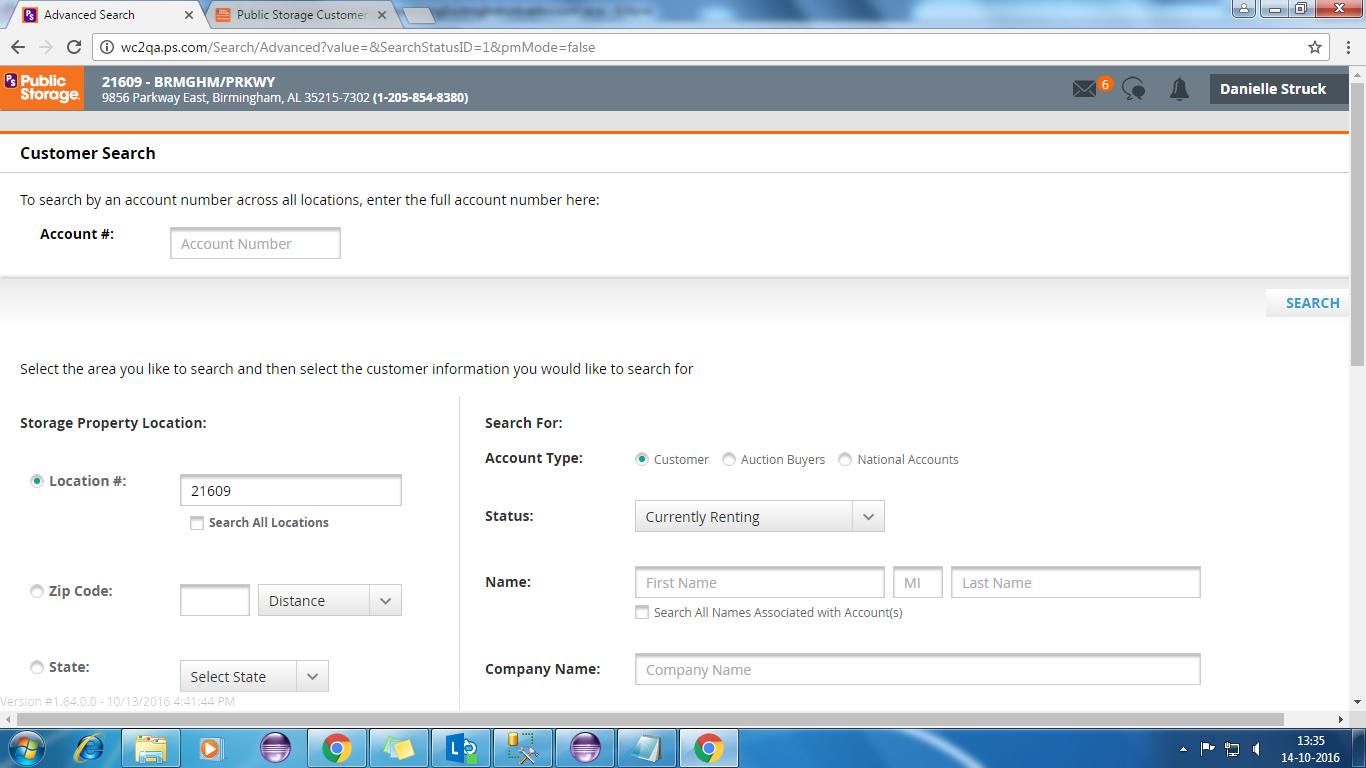 Advanced Search
Public Storage Customer
wc2qa.ps.com/Search/Advanced?value=&SearchStatusID=1&pmMode=false
PS Public Storage
21609 - BRMGHM/PRKWY
9856 Parkway East, Birmingham, AL 35215-7302 (1-205-854-8380)
6
Danielle Struck
Customer Search
To search by an account number across all locations, enter the full account number here:
Account #:
Account Number
SEARCH
Select the area you like to search and then select the customer information you would like to search for
Storage Property Location:
Location #:
21609
Search All Locations
Zip Code:
Distance
State:
Select State
Search For:
Account Type:
Customer
Auction Buyers
National Accounts
Status:
Currently Renting
Name:
First Name
MI
Last Name
Search All Names Associated with Account(s)
Company Name:
Company Name
Version #1.64.0.0 - 10/13/2016 4:41:44 PM
13:35
14-10-2016